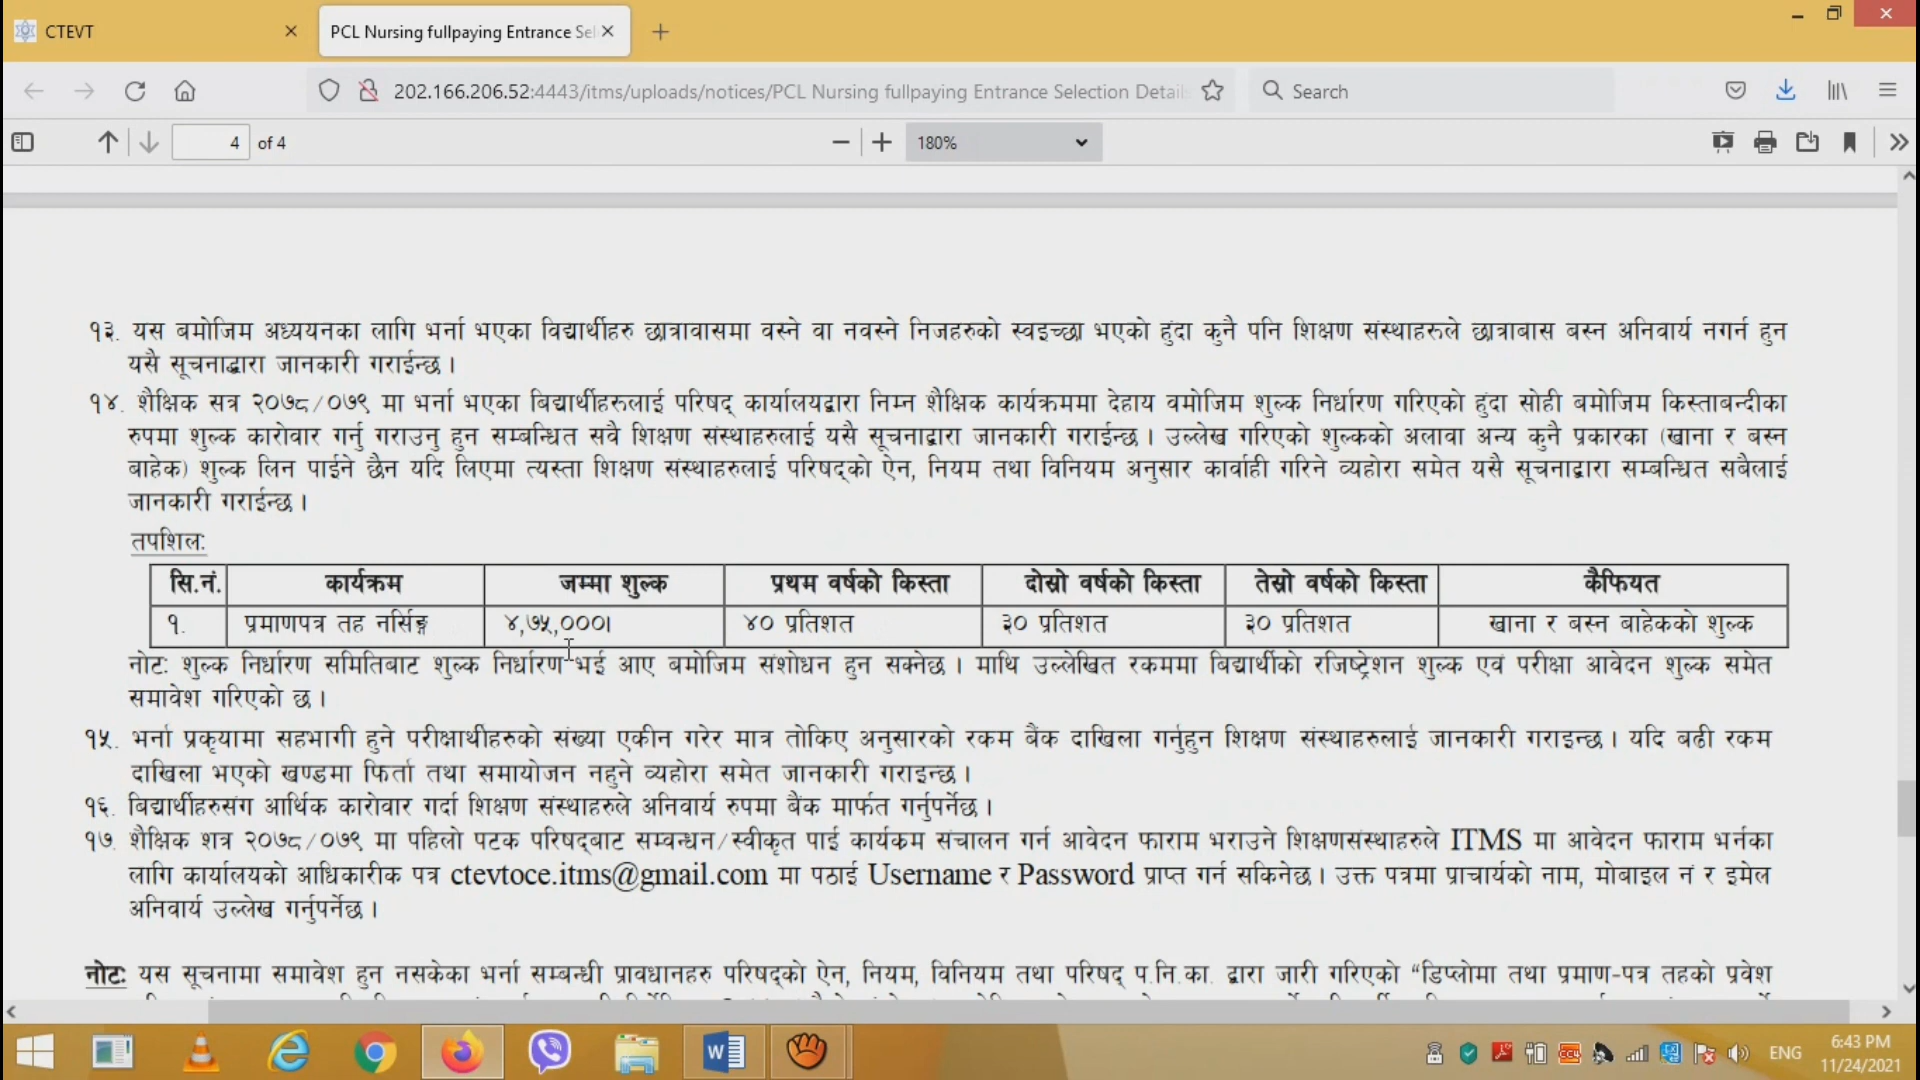 CTEVT
PCL Nursing fullpaying Entrance Sel
202.166.206.52:4443/itms/uploads/notices/PCL Nursing fullpaying Entrance Selection Details
Search
4 of 4
180%
१३. यस बमोजिम अध्ययनका लागि भर्ना भएका विद्यार्थीहरु छात्रावासमा वस्ने वा नवस्ने निजहरुको स्वइच्छा भएको हुंदा कुनै पनि शिक्षण संस्थाहरूले छात्राबास बस्न अनिवार्य नगर्न हुन
यसै सूचनाद्धारा जानकारी गराईन्छ ।
१४. शैक्षिक सत्र २०७८/०७९ मा भर्ना भएका बिद्यार्थीहरूलाई परिषद् कार्यालयद्वारा निम्न शैक्षिक कार्यक्रममा देहाय वमोजिम शुल्क निर्धारण गरिएको हुंदा सोही बमोजिम किस्ताबन्दीका
रुपमा शुल्क कारोवार गर्नु गराउनु हुन सम्बन्धित सवै शिक्षण संस्थाहरुलाई यसै सूचनाद्वारा जानकारी गराईन्छ । उल्लेख गरिएको शुल्कको अलावा अन्य कुनै प्रकारका (खाना र बस्न
बाहेक) शुल्क लिन पाईने छैन यदि लिएमा त्यस्ता शिक्षण संस्थाहरुलाई परिषद्को ऐन, नियम तथा विनियम अनुसार कार्वाही गरिने व्यहोरा समेत यसै सूचनाद्वारा सम्बन्धित सबैलाई
जानकारी गराईन्छ ।
तपशिल:
सि.नं. कार्यक्रम जम्मा शुल्क प्रथम वर्षको किस्ता दोस्रो वर्षको किस्ता तेस्रो वर्षको किस्ता कैफियत
१. प्रमाणपत्र तह नर्सिङ्ग ४,७५,०००। ४० प्रतिशत ३० प्रतिशत ३० प्रतिशत खाना र बस्न बाहेकको शुल्क
नोट: शुल्क निर्धारण समितिबाट शुल्क निर्धारण भई आए बमोजिम संशोधन हुन सक्नेछ । माथि उल्लेखित रकममा बिद्यार्थीको रजिष्ट्रेशन शुल्क एवं परीक्षा आवेदन शुल्क समेत
समावेश गरिएको छ ।
१५. भर्ना प्रकृयामा सहभागी हुने परीक्षार्थीहरुको संख्या एकीन गरेर मात्र तोकिए अनुसारको रकम बैंक दाखिला गर्नुहुन शिक्षण संस्थाहरुलाई जानकारी गराइन्छ । यदि बढी रकम
दाखिला भएको खण्डमा फिर्ता तथा समायोजन नहुने व्यहोरा समेत जानकारी गराइन्छ ।
१६. बिद्यार्थीहरुसंग आर्थिक कारोवार गर्दा शिक्षण संस्थाहरुले अनिवार्य रुपमा बैंक मार्फत गर्नुपर्नेछ ।
१७. शैक्षिक शत्र २०७८/०७९ मा पहिलो पटक परिषद्बाट सम्वन्धन/स्वीकृत पाई कार्यकम संचालन गर्न आवेदन फाराम भराउने शिक्षणसंस्थाहरुले ITMS मा आवेदन फाराम भर्नका
लागि कार्यालयको आधिकारीक पत्र ctevtoce.itms@gmail.com मा पठाई Username र Password प्राप्त गर्न सकिनेछ । उक्त पत्रमा प्राचार्यको नाम, मोबाइल नं र इमेल
अनिवार्य उल्लेख गर्नुपर्नेछ ।
नोट: यस सूचनामा समावेश हुन नसकेका भर्ना सम्बन्धी प्रावधानहरु परिषद्को ऐन, नियम, विनियम तथा परिषद् प.नि.का. द्वारा जारी गरिएको “डिप्लोमा तथा प्रमाण-पत्र तहको प्रवेश
ENG
6:43 PM
11/24/2021